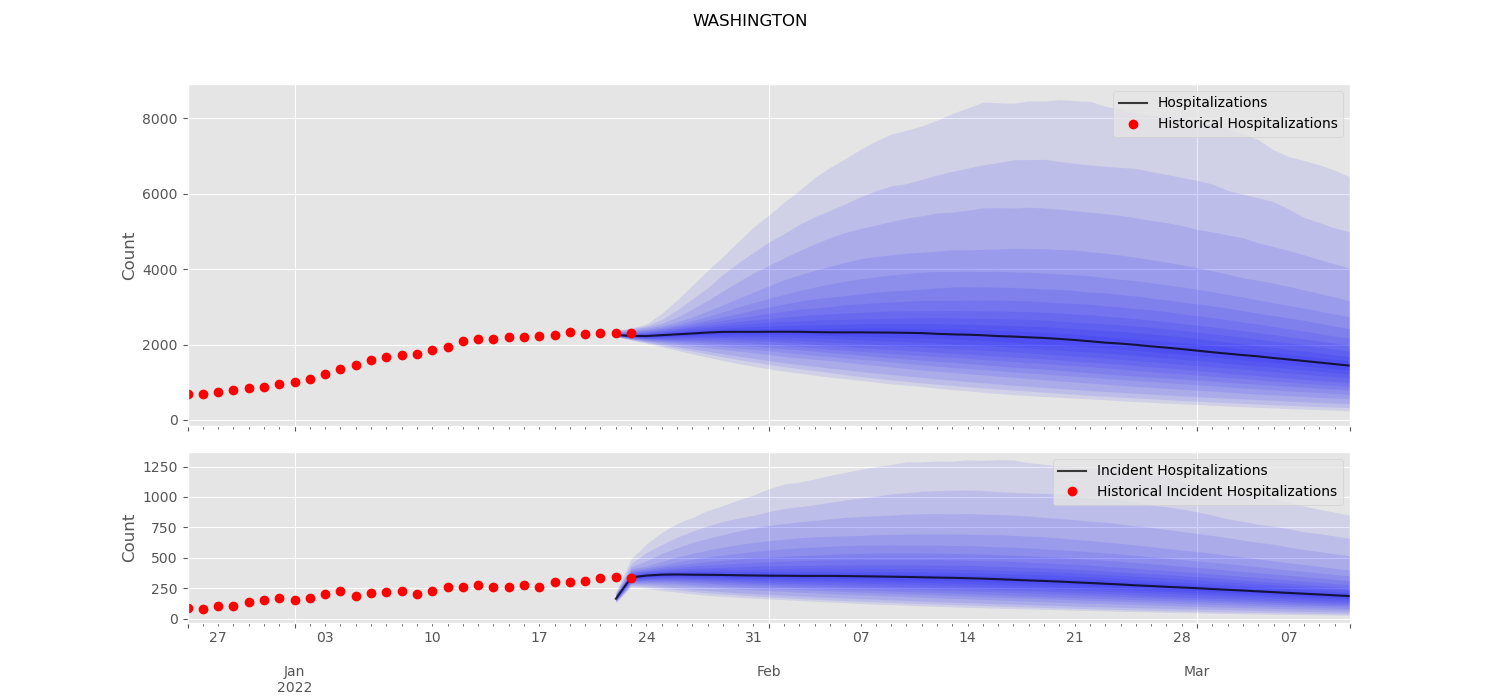 WASHINGTON
Hospitalizations
Historical Hospitalizations
Count
8000
6000
4000
2000
0
Incident Hospitalizations
Historical Incident Hospitalizations
Count
1250
1000
750
500
250
0
27 03 10 17 24 31 07 14 21 28 07
Jan Feb Mar
2022